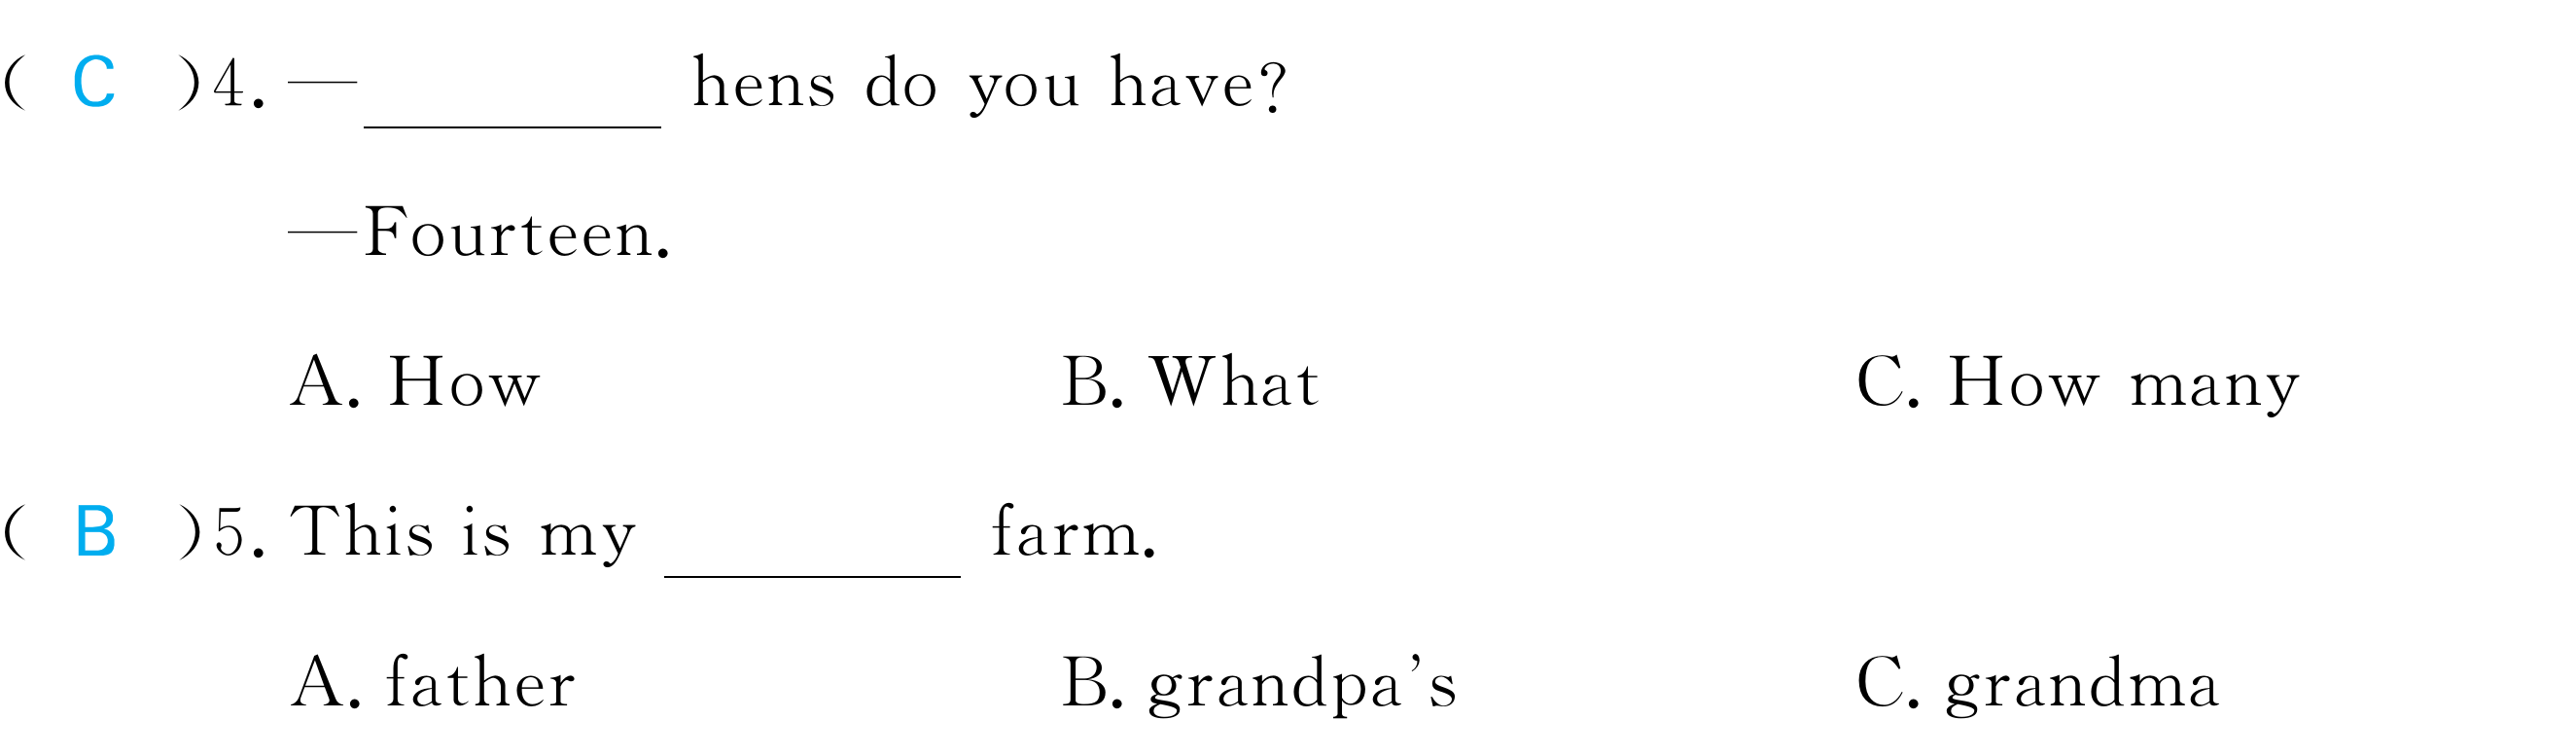 ( C )4. —________ hens do you have?
—Fourteen.
A. How B. What C. How many
( B )5. This is my ________ farm.
A. father B. grandpa's C. grandma